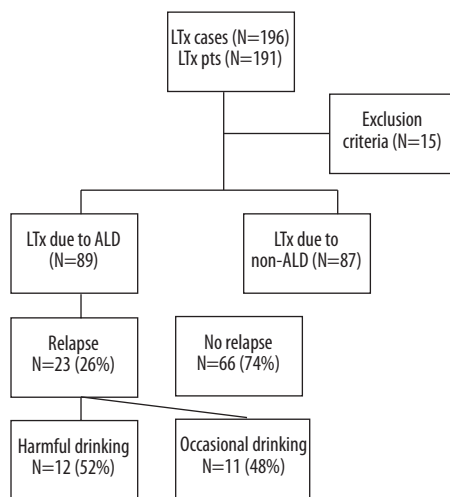 LTx cases (N=196)
LTx pts (N=191)
Exclusion
criteria (N=15)
LTx due to ALD
(N=89)
LTx due to
non-ALD (N=87)
Relapse
N=23 (26%)
No relapse
N=66 (74%)
Harmful drinking
N=12 (52%)
Occasional drinking
N=11 (48%)